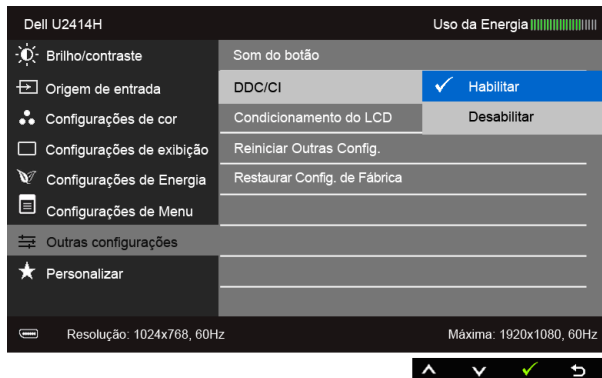 Dell U2414H Uso da Energia
Brilho/contraste Som do botão
Origem de entrada DDC/CI Habilitar
Configurações de cor Condicionamento do LCD Desabilitar
Configurações de exibição Reiniciar Outras Config.
Configurações de Energia Restaurar Config. de Fábrica
Configurações de Menu
Outras configurações
Personalizar
Resolução: 1024x768, 60Hz Máxima: 1920x1080, 60Hz